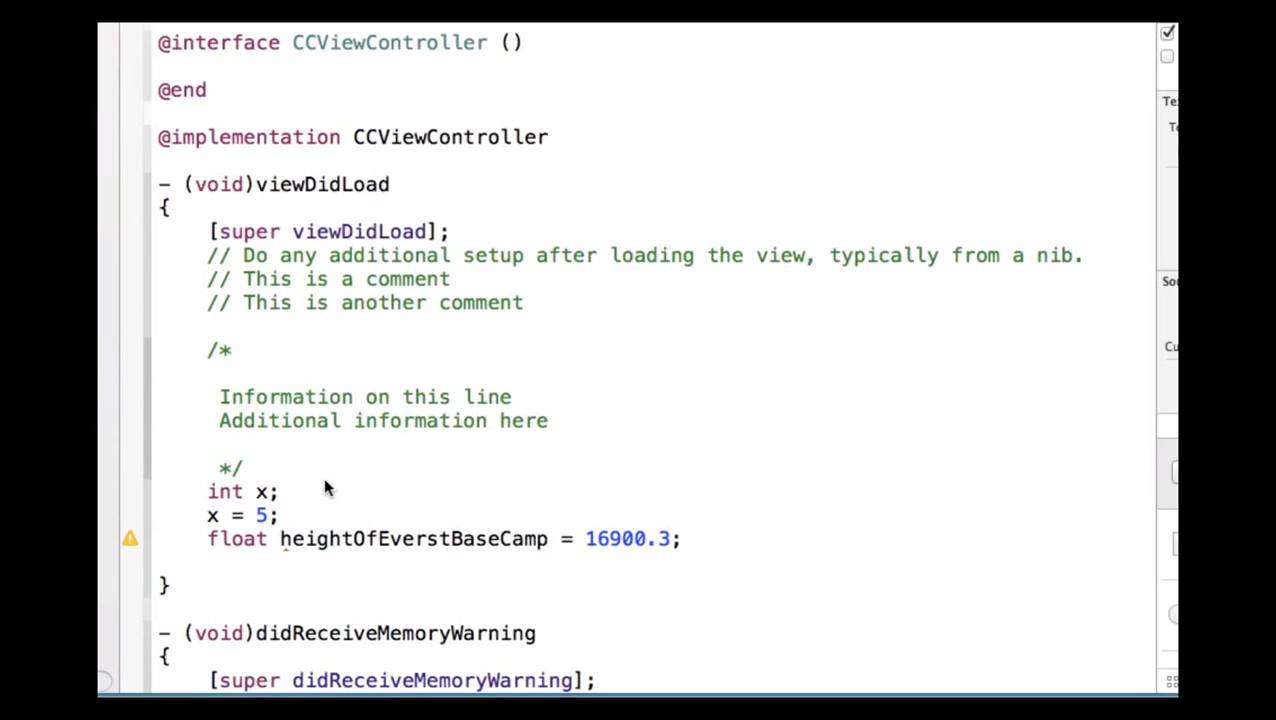 @interface CCViewController ()
@end
@implementation CCViewController
- (void)viewDidLoad
{
[super viewDidLoad];
// Do any additional setup after loading the view, typically from a nib.
// This is a comment
// This is another comment
/*
Information on this line
Additional information here
*/
int x;
x = 5;
float heightOfEverstBaseCamp = 16900.3;
}
- (void)didReceiveMemoryWarning
{
[super didReceiveMemoryWarning];